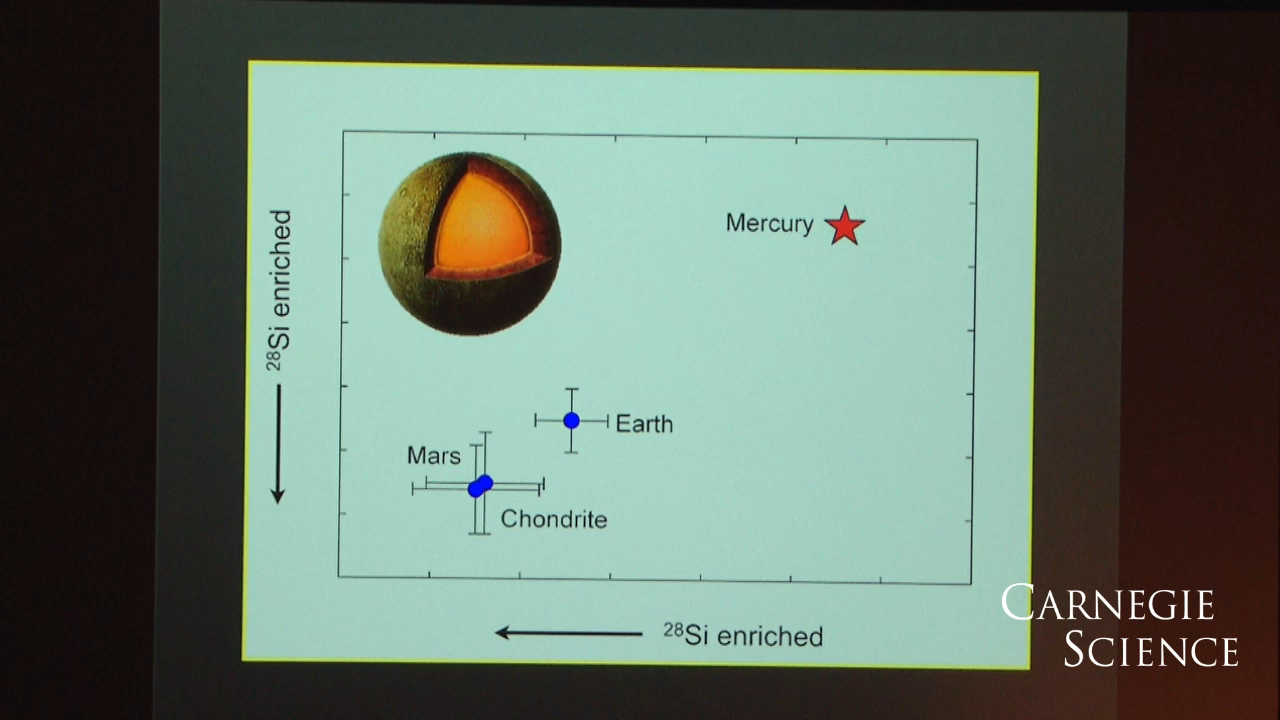 Mercury
²⁸Si enriched
Earth
Mars
Chondrite
²⁸Si enriched
CARNEGIE
SCIENCE